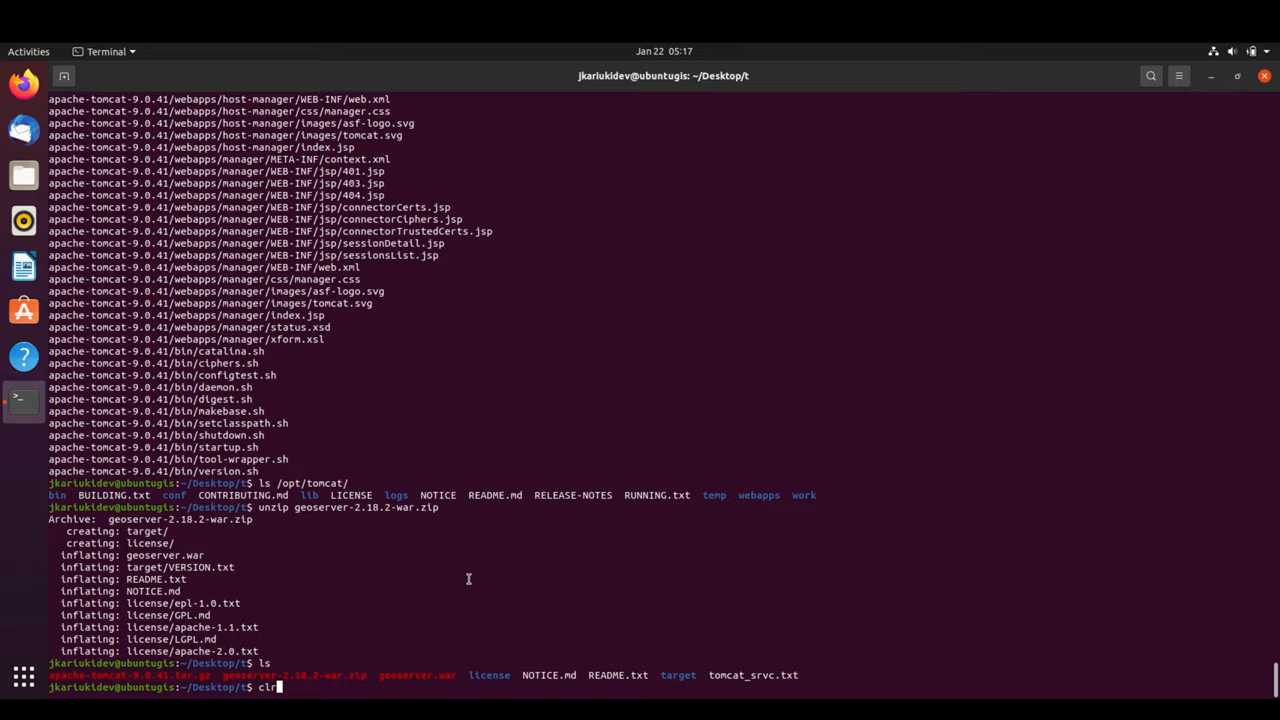 Activities
Terminal
Jan 22 05:17
jkariukidev@ubuntugis: ~/Desktop/t
apache-tomcat-9.0.41/webapps/host-manager/WEB-INF/web.xml
apache-tomcat-9.0.41/webapps/host-manager/css/manager.css
apache-tomcat-9.0.41/webapps/host-manager/images/asf-logo.svg
apache-tomcat-9.0.41/webapps/host-manager/images/tomcat.svg
apache-tomcat-9.0.41/webapps/host-manager/index.jsp
apache-tomcat-9.0.41/webapps/manager/META-INF/context.xml
apache-tomcat-9.0.41/webapps/manager/WEB-INF/jsp/401.jsp
apache-tomcat-9.0.41/webapps/manager/WEB-INF/jsp/403.jsp
apache-tomcat-9.0.41/webapps/manager/WEB-INF/jsp/404.jsp
apache-tomcat-9.0.41/webapps/manager/WEB-INF/jsp/connectorCerts.jsp
apache-tomcat-9.0.41/webapps/manager/WEB-INF/jsp/connectorCiphers.jsp
apache-tomcat-9.0.41/webapps/manager/WEB-INF/jsp/connectorTrustedCerts.jsp
apache-tomcat-9.0.41/webapps/manager/WEB-INF/jsp/sessionDetail.jsp
apache-tomcat-9.0.41/webapps/manager/WEB-INF/jsp/sessionsList.jsp
apache-tomcat-9.0.41/webapps/manager/WEB-INF/web.xml
apache-tomcat-9.0.41/webapps/manager/css/manager.css
apache-tomcat-9.0.41/webapps/manager/images/asf-logo.svg
apache-tomcat-9.0.41/webapps/manager/images/tomcat.svg
apache-tomcat-9.0.41/webapps/manager/index.jsp
apache-tomcat-9.0.41/webapps/manager/status.xsd
apache-tomcat-9.0.41/webapps/manager/xform.xsl
apache-tomcat-9.0.41/bin/catalina.sh
apache-tomcat-9.0.41/bin/ciphers.sh
apache-tomcat-9.0.41/bin/configtest.sh
apache-tomcat-9.0.41/bin/daemon.sh
apache-tomcat-9.0.41/bin/digest.sh
apache-tomcat-9.0.41/bin/makebase.sh
apache-tomcat-9.0.41/bin/setclasspath.sh
apache-tomcat-9.0.41/bin/shutdown.sh
apache-tomcat-9.0.41/bin/startup.sh
apache-tomcat-9.0.41/bin/tool-wrapper.sh
apache-tomcat-9.0.41/bin/version.sh
jkariukidev@ubuntugis:~/Desktop/t$ ls /opt/tomcat/
bin BUILDING.txt conf CONTRIBUTING.md lib LICENSE logs NOTICE README.md RELEASE-NOTES RUNNING.txt temp webapps work
jkariukidev@ubuntugis:~/Desktop/t$ unzip geoserver-2.18.2-war.zip
Archive: geoserver-2.18.2-war.zip
creating: target/
creating: license/
inflating: geoserver.war
inflating: target/VERSION.txt
inflating: README.txt
inflating: NOTICE.md
inflating: license/epl-1.0.txt
inflating: license/GPL.md
inflating: license/apache-1.1.txt
inflating: license/LGPL.md
inflating: license/apache-2.0.txt
jkariukidev@ubuntugis:~/Desktop/t$ ls
apache-tomcat-9.0.41.tar.gz geoserver-2.18.2-war.zip geoserver.war license NOTICE.md README.txt target tomcat_srvc.txt
jkariukidev@ubuntugis:~/Desktop/t$ clr